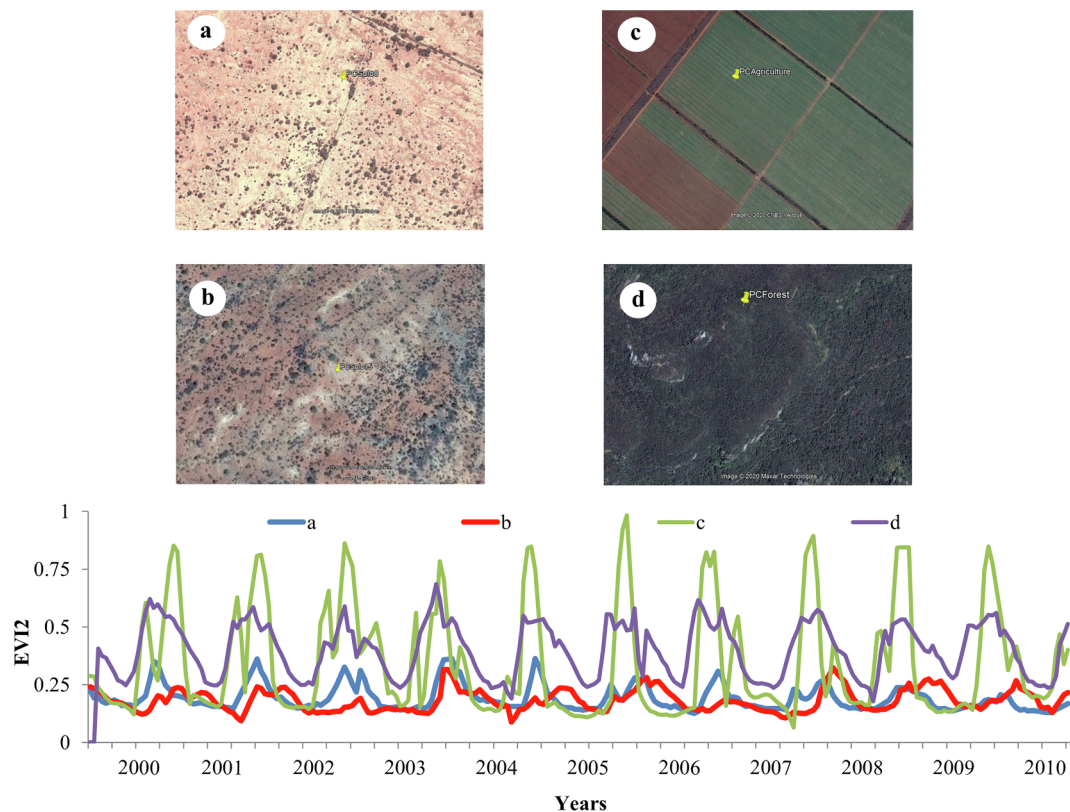 a
c
PCAgriculture
Image © 2020 CNES / Airbus
b
d
PCForest
Image © 2020 Maxar Technologies
1
a
b
c
d
0.75
0.5
0.25
0
EVI2
2000 2001 2002 2003 2004 2005 2006 2007 2008 2009 2010
Years